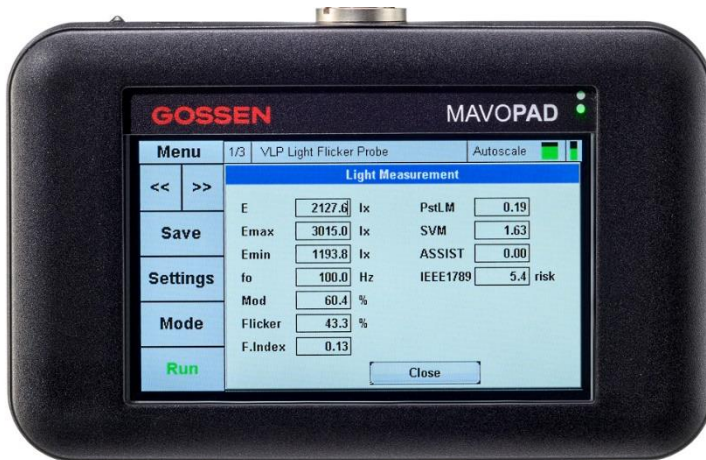 GOSSEN MAVOPAD
Menu 1/3 VLP Light Flicker Probe Autoscale
Light Measurement
<< >>
E 2127.6 lx PstLM 0.19
Save Emax 3015.0 lx SVM 1.63
Emin 1193.8 lx ASSIST 0.00
Settings fo 100.0 Hz IEEE1789 5.4 risk
Mod 60.4 %
Mode Flicker 43.3 %
F.Index 0.13
Run Close